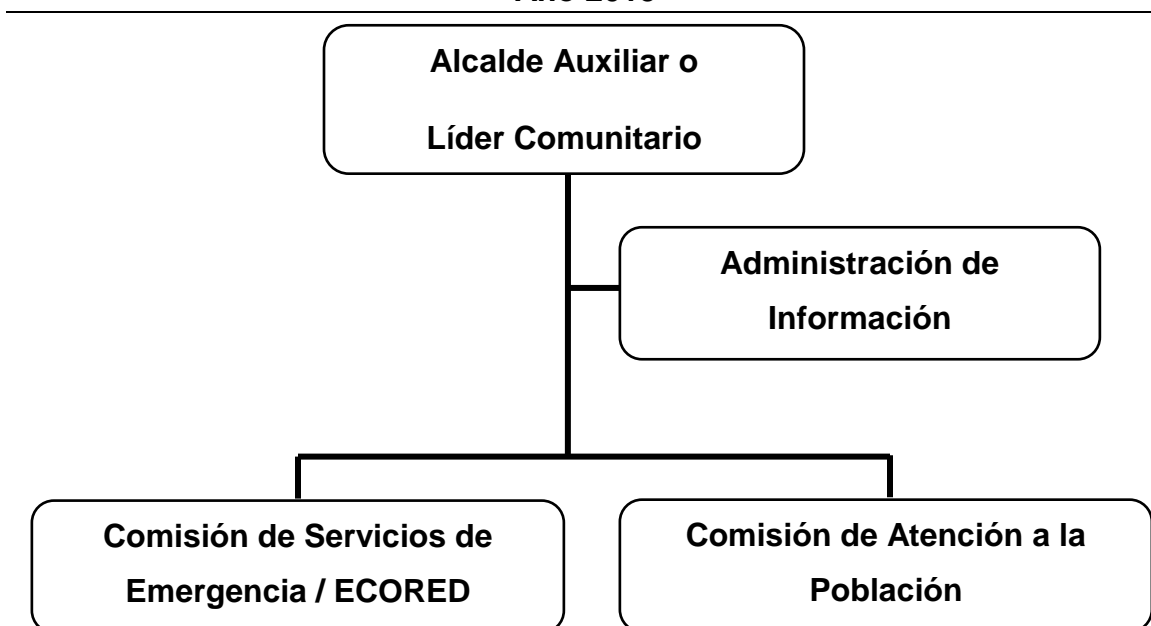 Alcalde Auxiliar o
Líder Comunitario
Administración de
Información
Comisión de Servicios de
Emergencia / ECORED
Comisión de Atención a la
Población